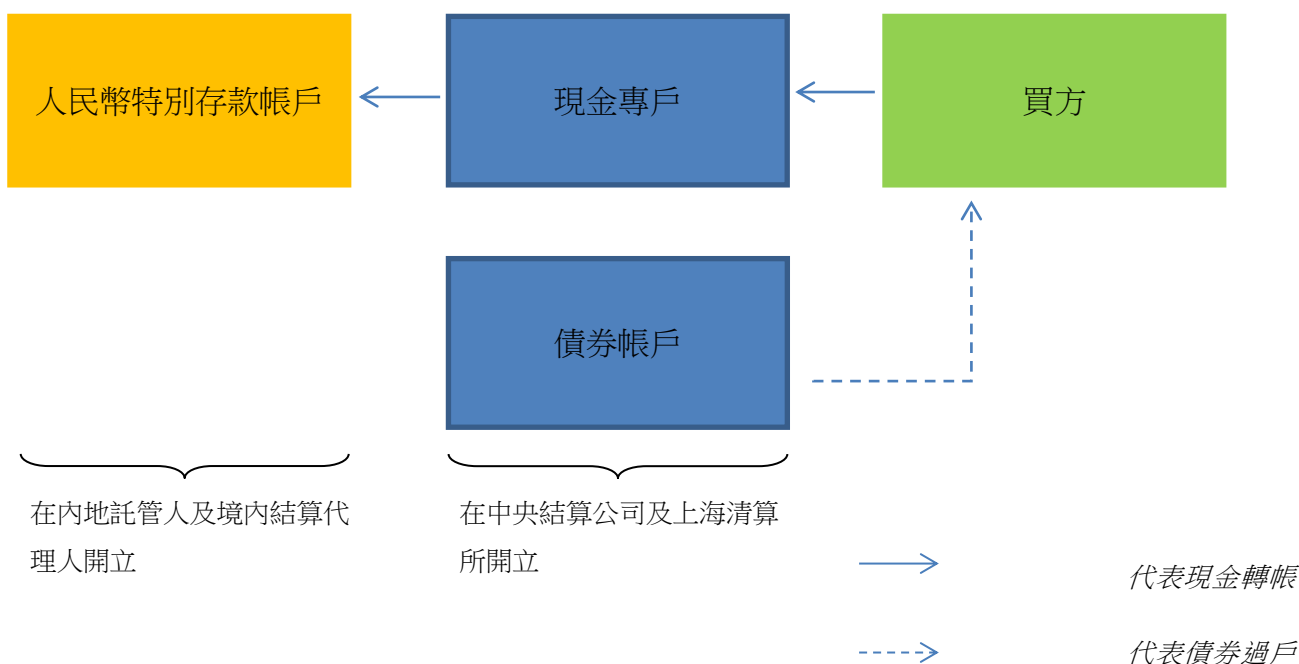 人民幣特別存款帳戶
現金專戶
買方
債券帳戶
在內地託管人及境內結算代
理人開立
在中央結算公司及上海清算
所開立
代表現金轉帳
代表債券過戶